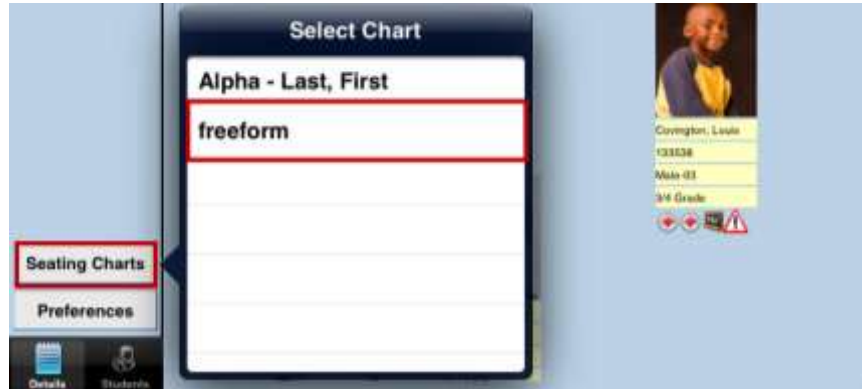 Select Chart
Alpha - Last, First
freeform
Seating Charts
Preferences
Details
Students
Covington, Louis
133538
Male-03
3/4 Grade